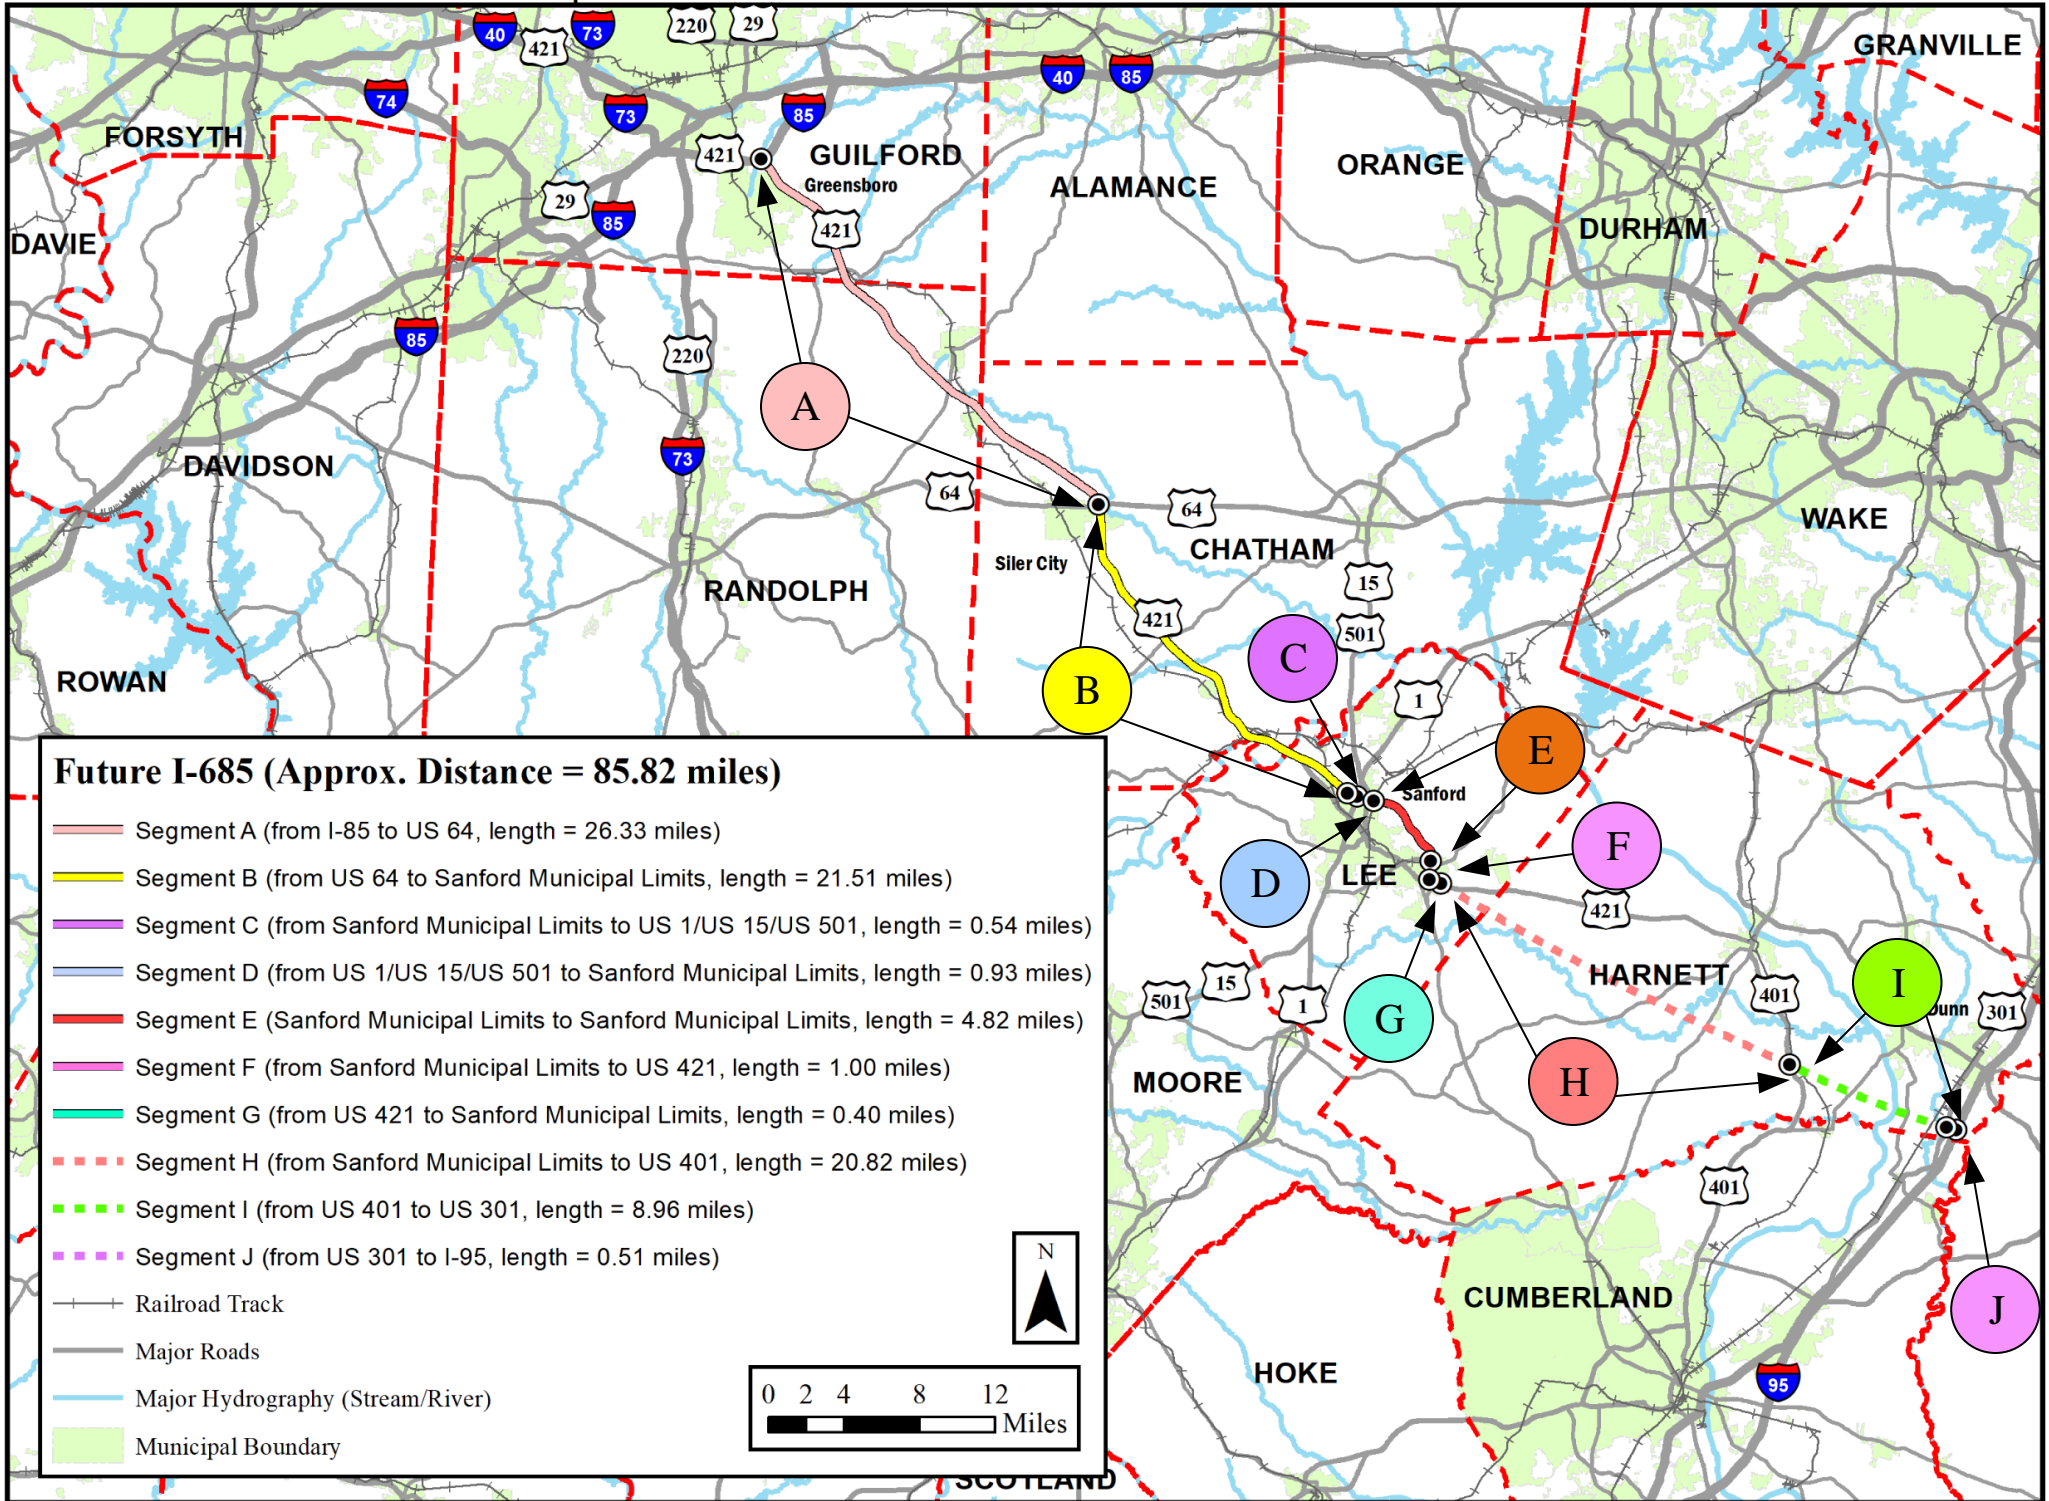 40
421
73
220
29
GRANVILLE
74
73
85
40
85
FORSYTH
421
GUILFORD
Greensboro
ORANGE
ALAMANCE
29
85
421
DURHAM
DAVIE
85
220
A
73
DAVIDSON
64
64
WAKE
CHATHAM
Siler City
15
RANDOLPH
421
501
C
ROWAN
B
1
E
Sanford
F
LEE
D
421
HARNETT
I
501
15
1
G
401
Dunn
301
MOORE
H
401
CUMBERLAND
J
HOKE
95
SCOTLAND
Future I-685 (Approx. Distance = 85.82 miles)
Segment A (from I-85 to US 64, length = 26.33 miles)
Segment B (from US 64 to Sanford Municipal Limits, length = 21.51 miles)
Segment C (from Sanford Municipal Limits to US 1/US 15/US 501, length = 0.54 miles)
Segment D (from US 1/US 15/US 501 to Sanford Municipal Limits, length = 0.93 miles)
Segment E (Sanford Municipal Limits to Sanford Municipal Limits, length = 4.82 miles)
Segment F (from Sanford Municipal Limits to US 421, length = 1.00 miles)
Segment G (from US 421 to Sanford Municipal Limits, length = 0.40 miles)
Segment H (from Sanford Municipal Limits to US 401, length = 20.82 miles)
Segment I (from US 401 to US 301, length = 8.96 miles)
Segment J (from US 301 to I-95, length = 0.51 miles)
Railroad Track
Major Roads
Major Hydrography (Stream/River)
Municipal Boundary
N
0 2 4 8 12
Miles